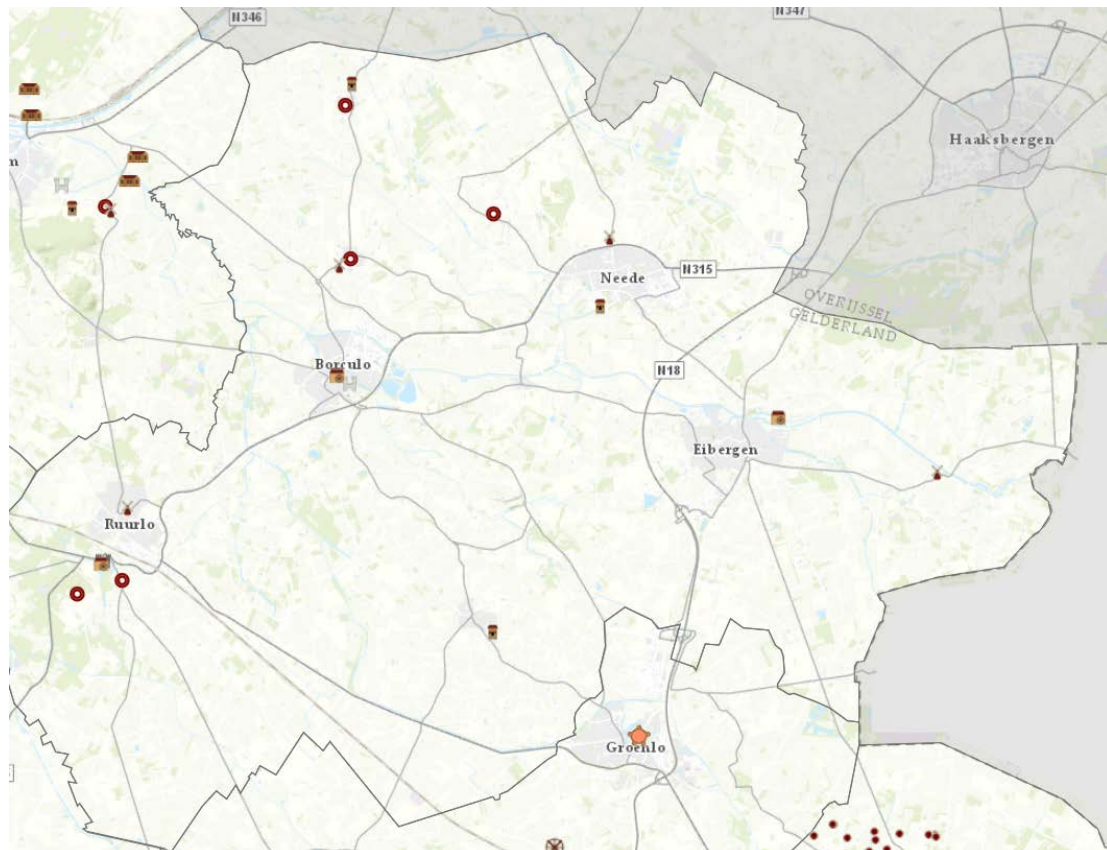 N346
N347
Haaksbergen
m
Neede
N315
OVERIJSSEL
GELDERLAND
Borculo
N18
Eibergen
Ruurlo
Groenlo